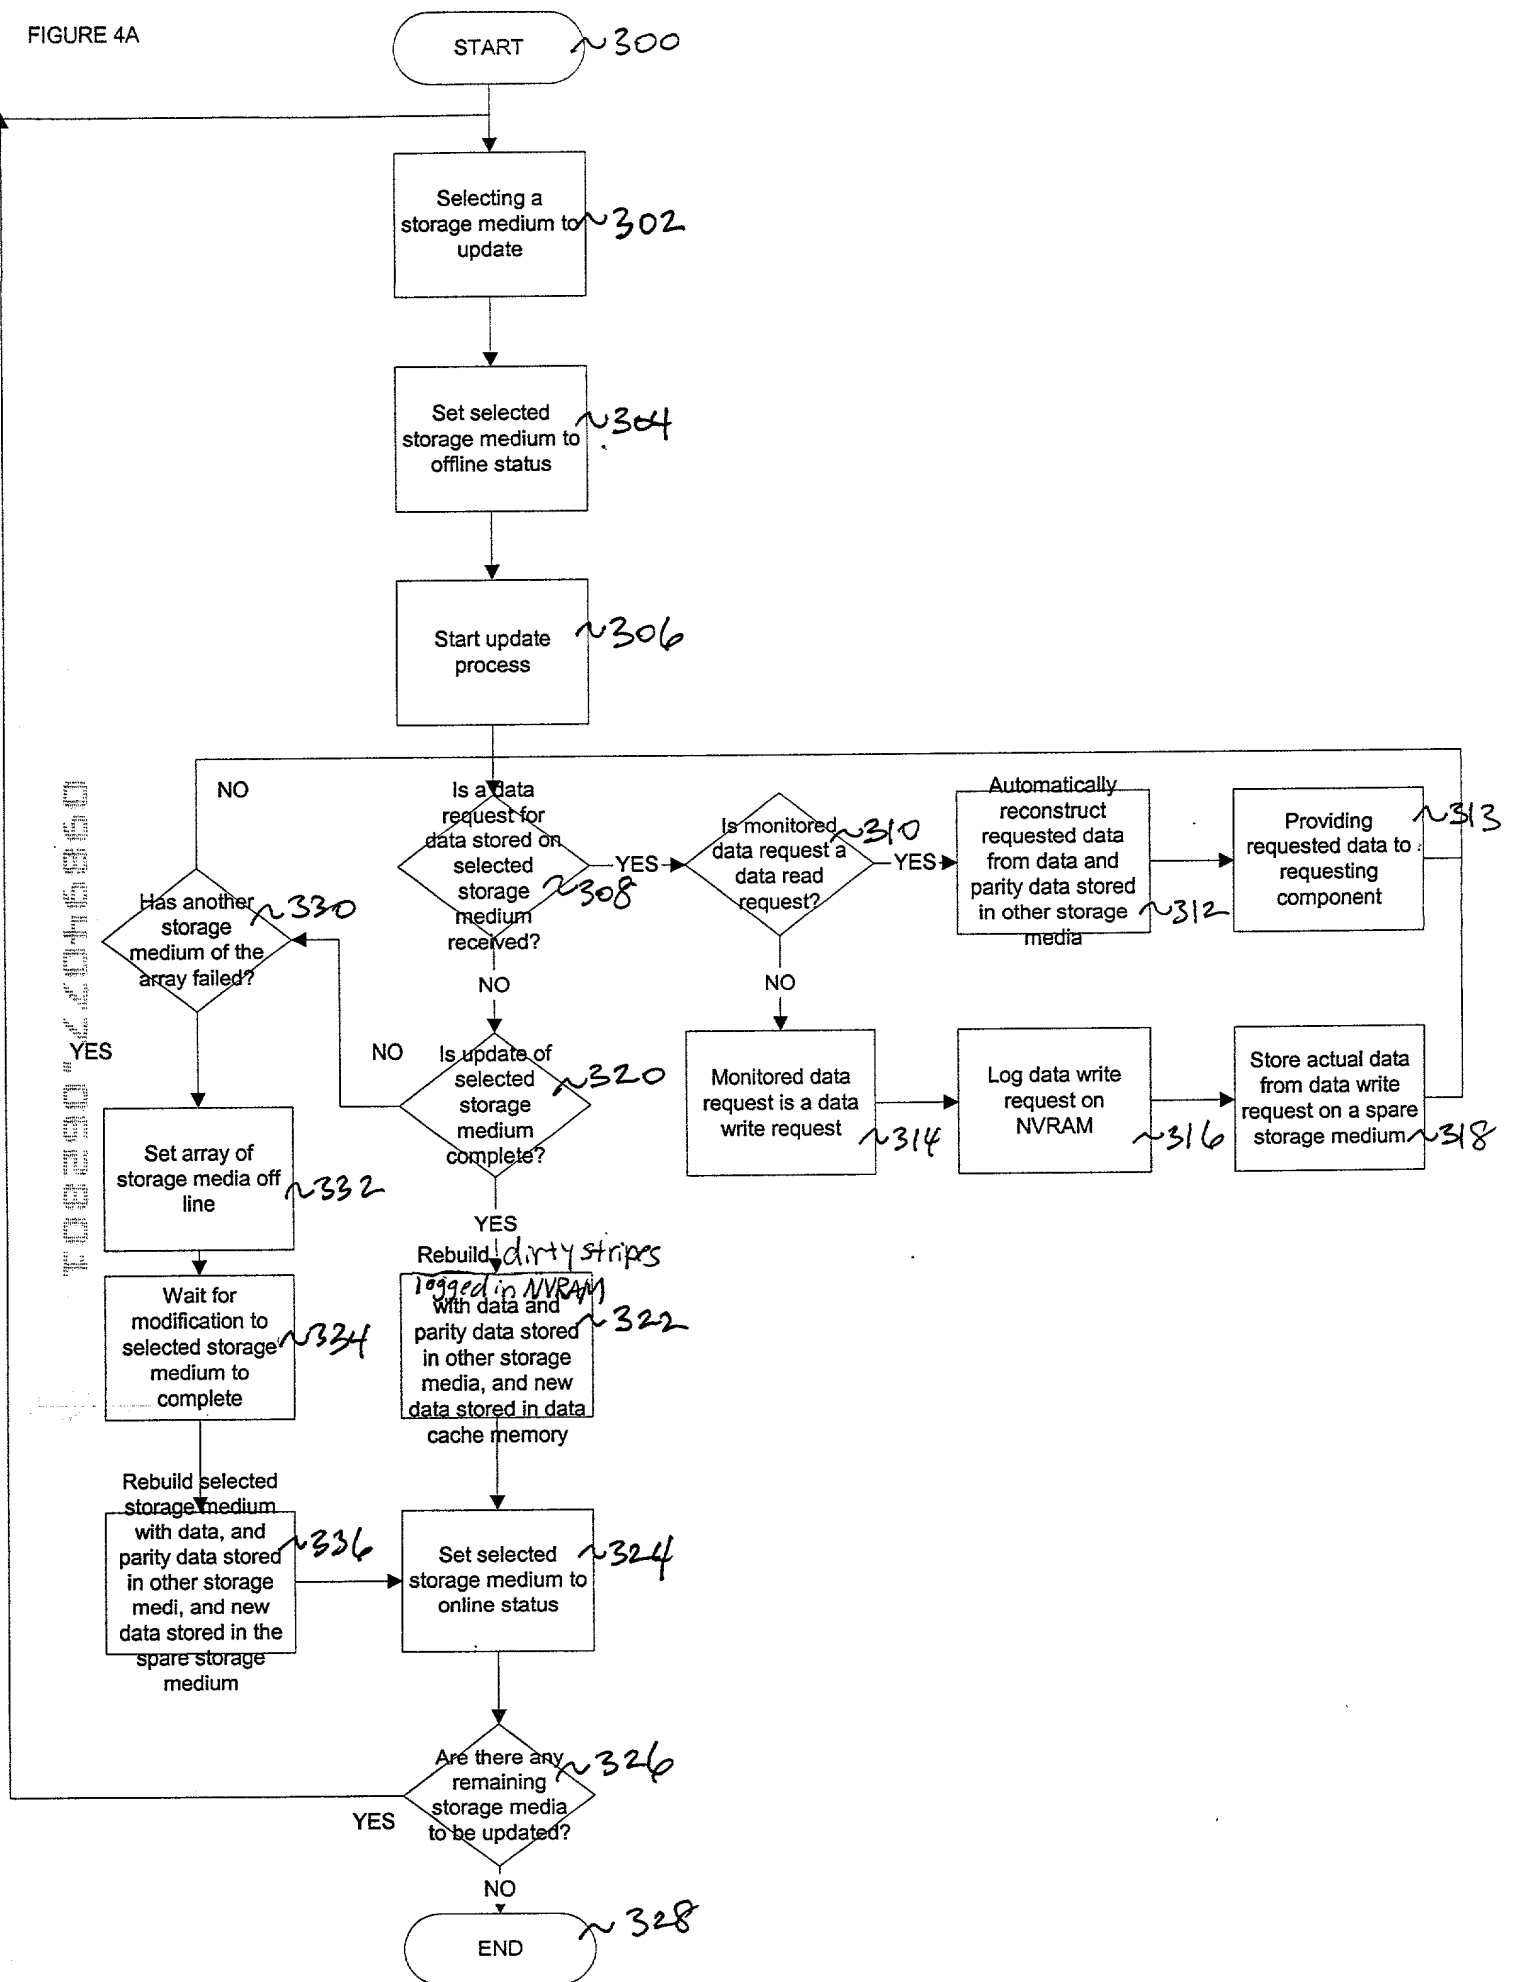 FIGURE 4A
START
~300
Selecting a
storage medium to
update
~302
Set selected
storage medium to
offline status
~304
Start update
process
~306
NO
Is a data
request for
data stored on
selected
storage
medium
received?
~308
YES
Is monitored
data request a
data read
request?
~310
YES
Automatically
reconstruct
requested data
from data and
parity data stored
in other storage
media
~312
Providing
requested data to
requesting
component
~313
Has another
storage
medium of the
array failed?
~330
NO
NO
YES
NO
Is update of
selected
storage
medium
complete?
~320
Monitored data
request is a data
write request
~314
Log data write
request on
NVRAM
~316
Store actual data
from data write
request on a spare
storage medium
~318
Set array of
storage media off
line
~332
YES
Rebuild dirty stripes
logged in NVRAM
with data and
parity data stored
in other storage
media, and new
data stored in data
cache memory
~322
Wait for
modification to
selected storage
medium to
complete
~334
Rebuild selected
storage medium
with data, and
parity data stored
in other storage
medi, and new
data stored in the
spare storage
medium
~336
Set selected
storage medium to
online status
~324
Are there any
remaining
storage media
to be updated?
~326
YES
NO
END
~328